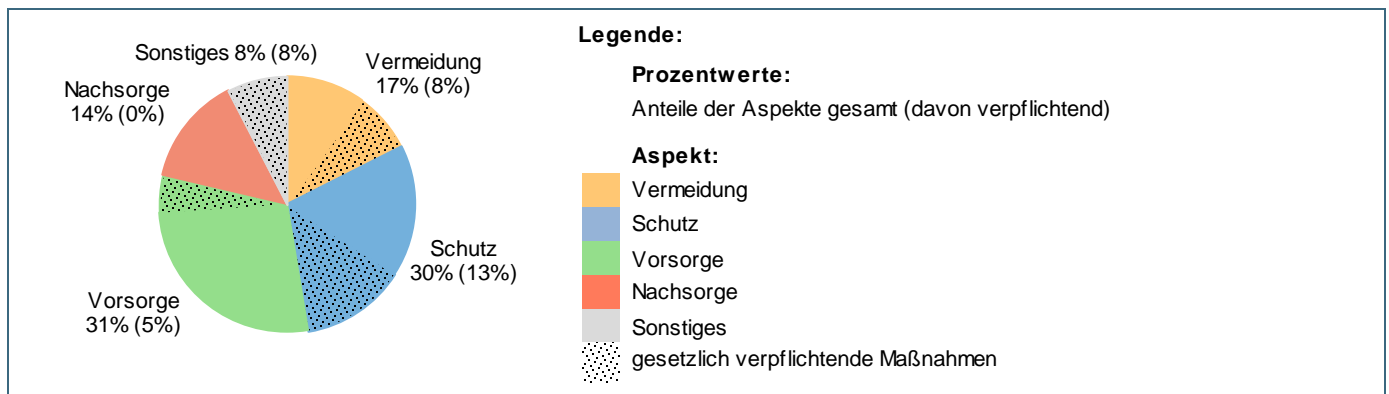 Sonstiges 8% (8%)
Vermeidung
17% (8%)
Nachsorge
14% (0%)
Schutz
30% (13%)
Vorsorge
31% (5%)
Legende:
Prozentwerte:
Anteile der Aspekte gesamt (davon verpflichtend)
Aspekt:
Vermeidung
Schutz
Vorsorge
Nachsorge
Sonstiges
gesetzlich verpflichtende Maßnahmen